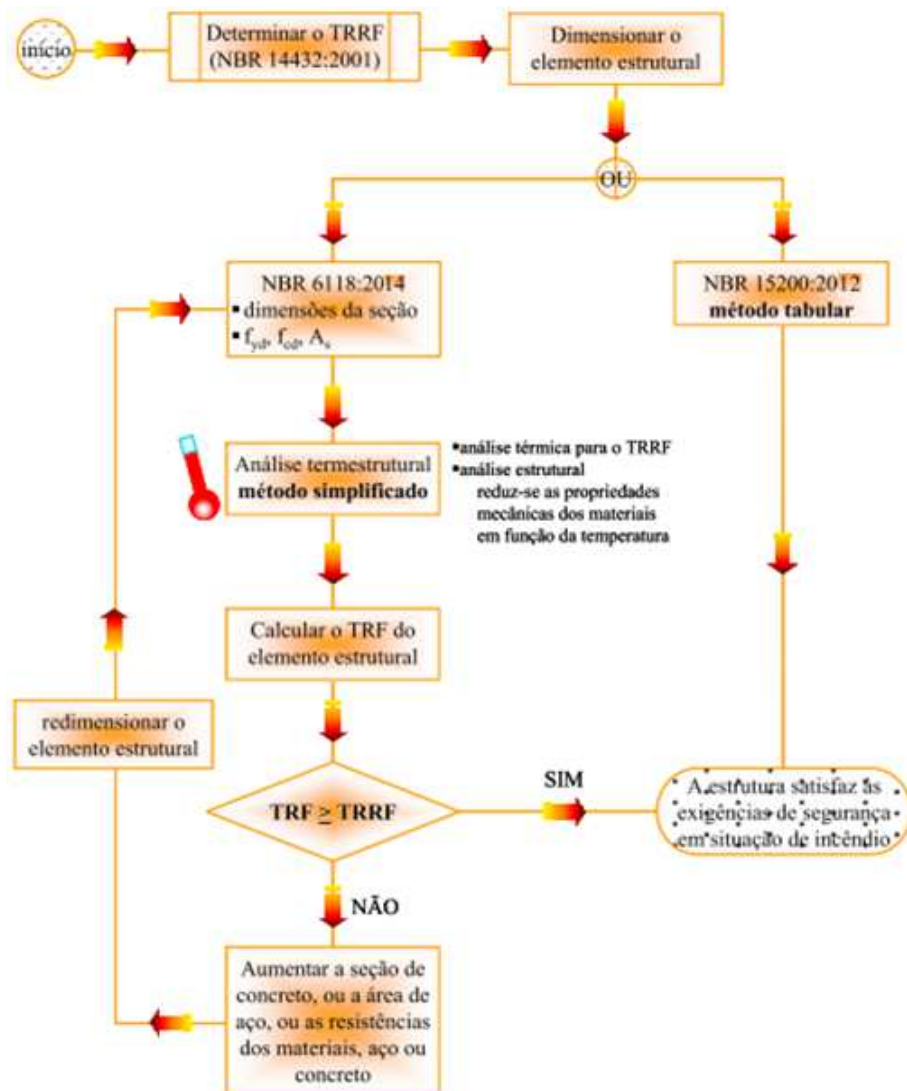 início
Determinar o TRRF
(NBR 14432:2001)
Dimensionar o
elemento estrutural
OU
NBR 6118:2014
▪ dimensões da seção
▪ fyd, fcd, As
NBR 15200:2012
método tabular
Análise termestrutural
método simplificado
▪análise térmica para o TRRF
▪análise estrutural
reduz-se as propriedades
mecânicas dos materiais
em função da temperatura
Calcular o TRF do
elemento estrutural
redimensionar o
elemento estrutural
TRF ≥ TRRF
SIM
A estrutura satisfaz às
exigências de segurança
em situação de incêndio
NÃO
Aumentar a seção de
concreto, ou a área de
aço, ou as resistências
dos materiais, aço ou
concreto